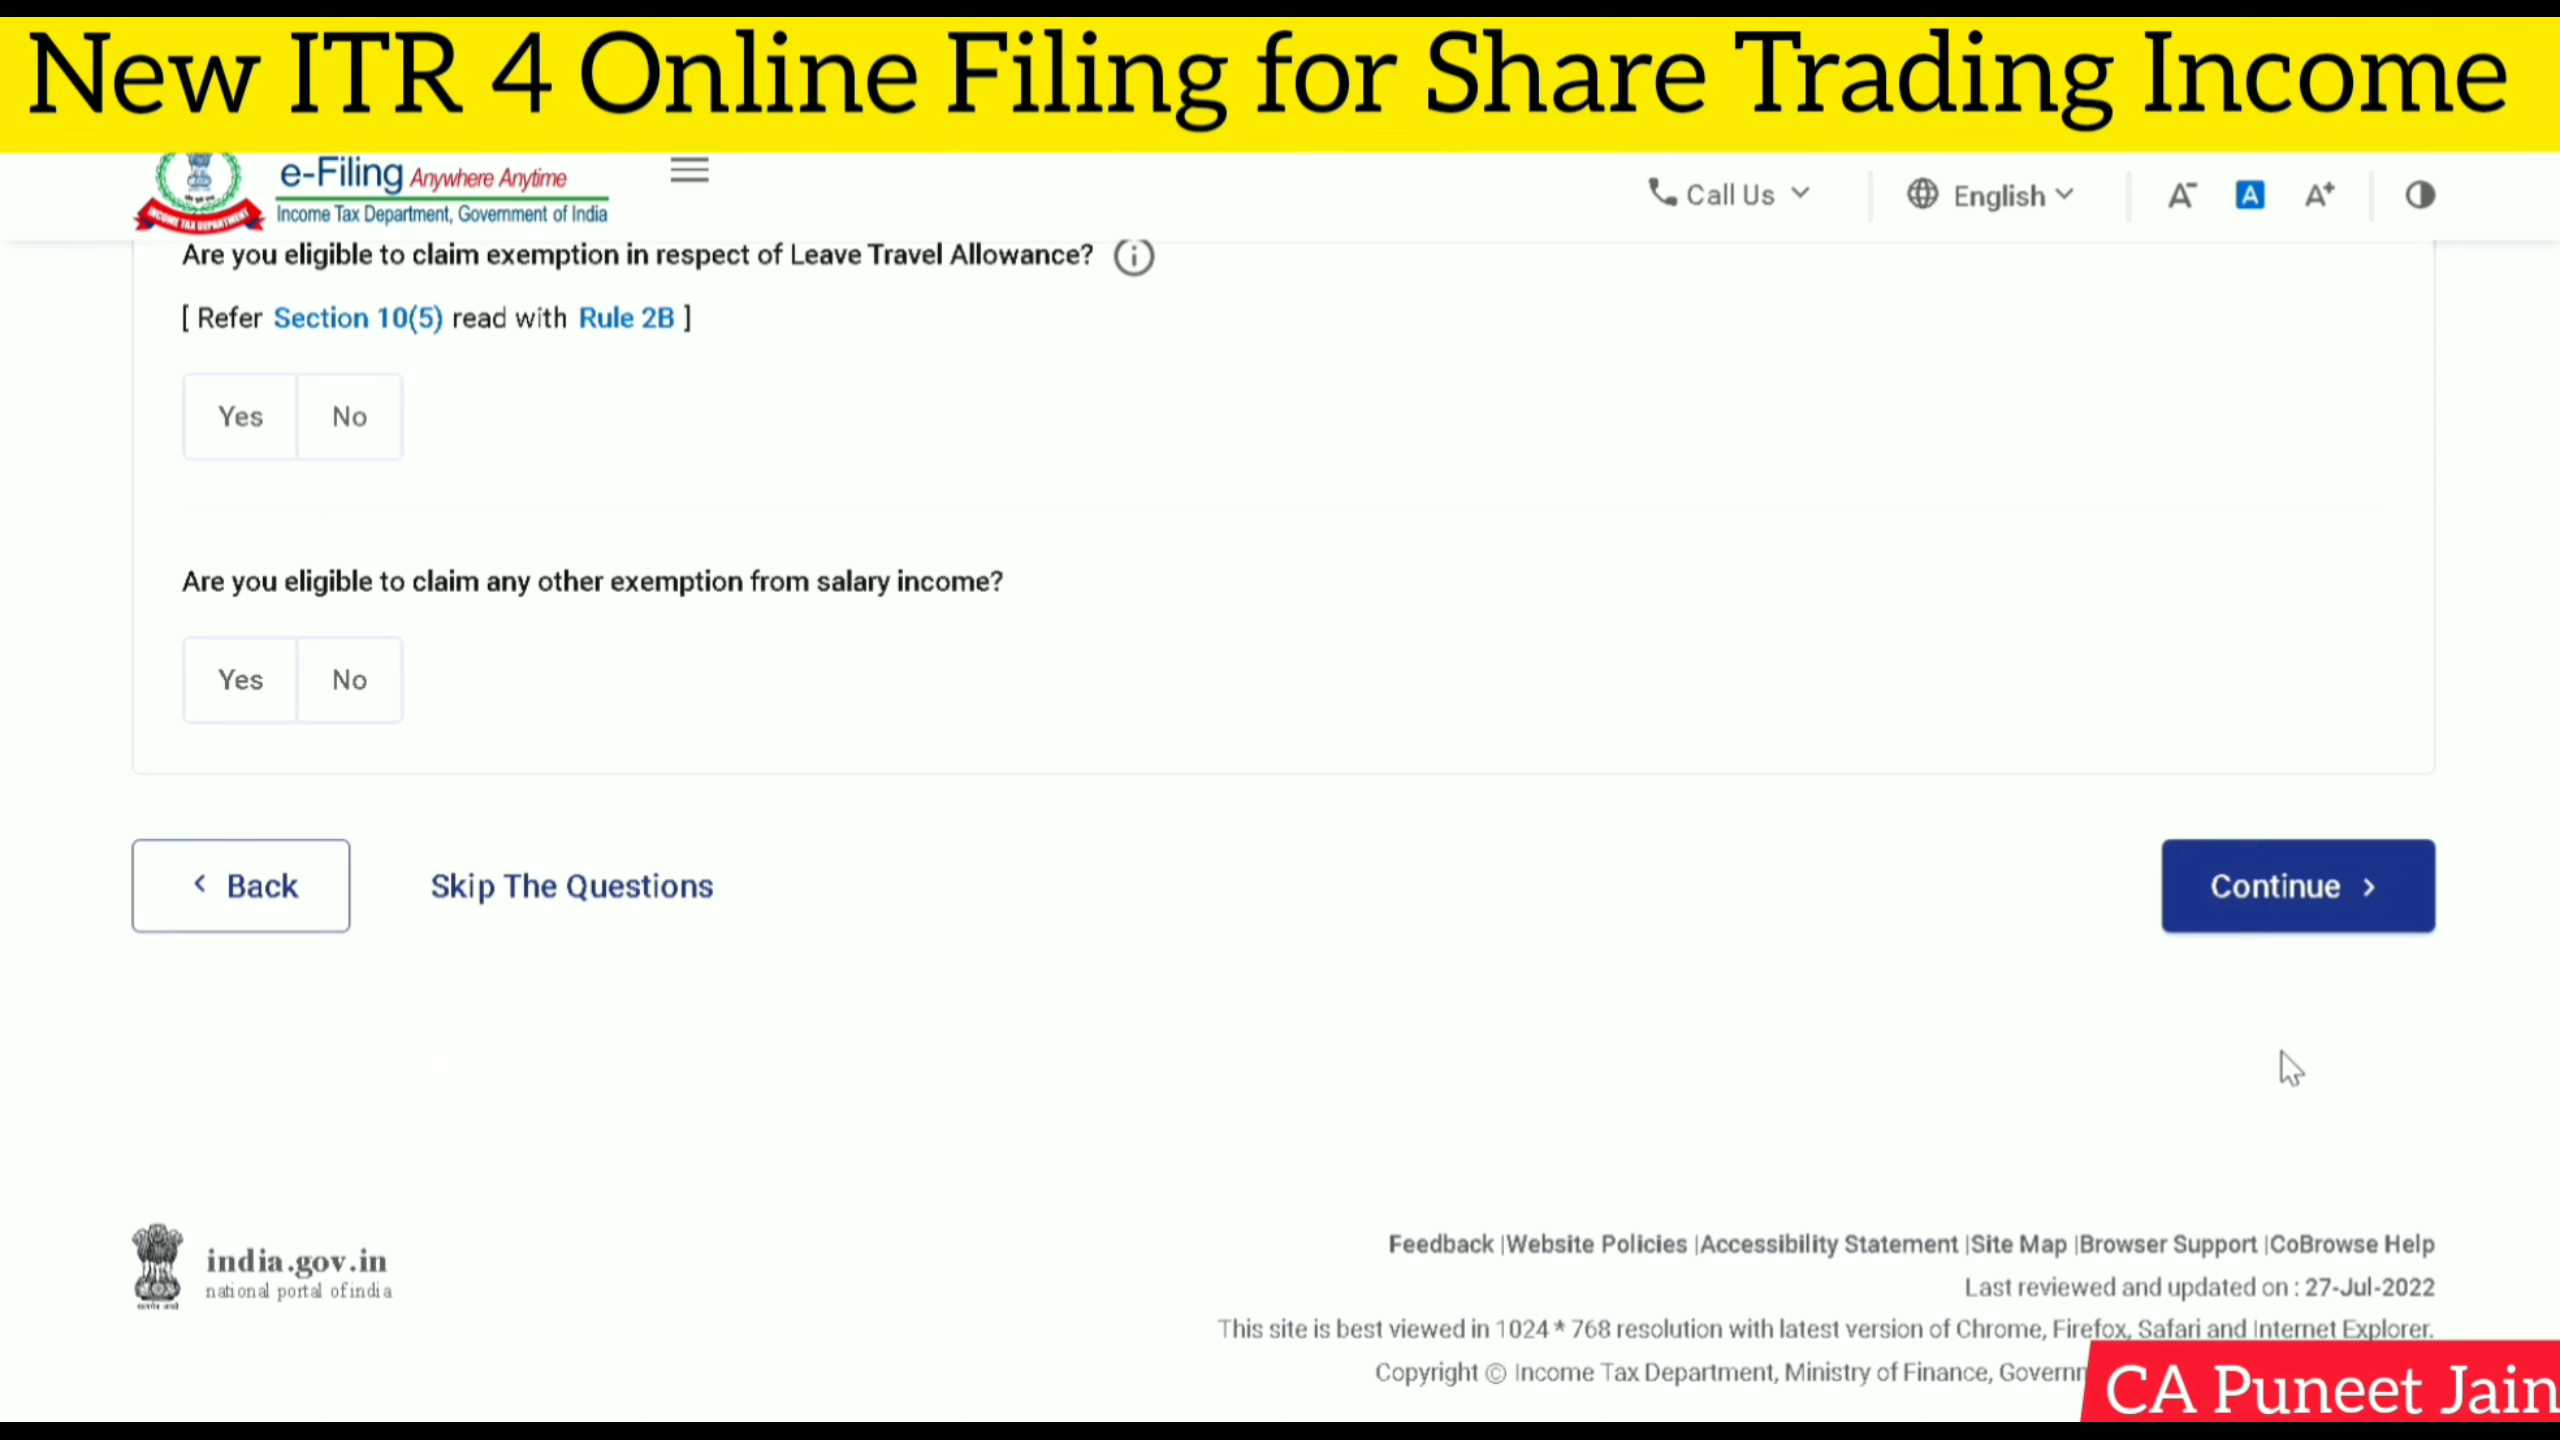 New ITR 4 Online Filing for Share Trading Income
e-Filing Anywhere Anytime
Income Tax Department, Government of India
INCOME TAX DEPARTMENT
Call Us
English
A-
A
A+
Are you eligible to claim exemption in respect of Leave Travel Allowance?
[ Refer Section 10(5) read with Rule 2B ]
Yes No
Are you eligible to claim any other exemption from salary income?
Yes No
< Back
Skip The Questions
Continue >
india.gov.in
national portal of india
Feedback |Website Policies |Accessibility Statement |Site Map |Browser Support |CoBrowse Help
Last reviewed and updated on : 27-Jul-2022
This site is best viewed in 1024 * 768 resolution with latest version of Chrome, Firefox, Safari and Internet Explorer.
Copyright © Income Tax Department, Ministry of Finance,
CA Puneet Jain